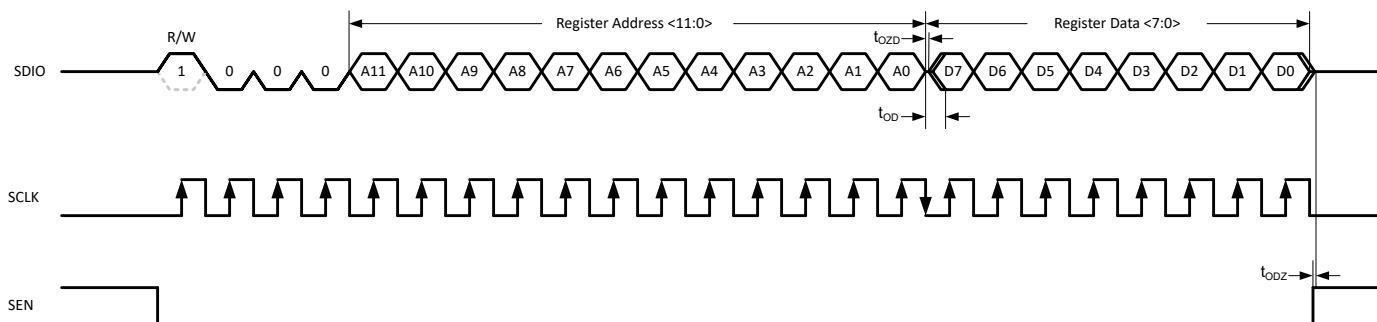 Register Address <11:0> Register Data <7:0>
R/W tOZD
SDIO 1 0 0 0 A11 A10 A9 A8 A7 A6 A5 A4 A3 A2 A1 A0 D7 D6 D5 D4 D3 D2 D1 D0
tOD
SCLK
tODZ
SEN